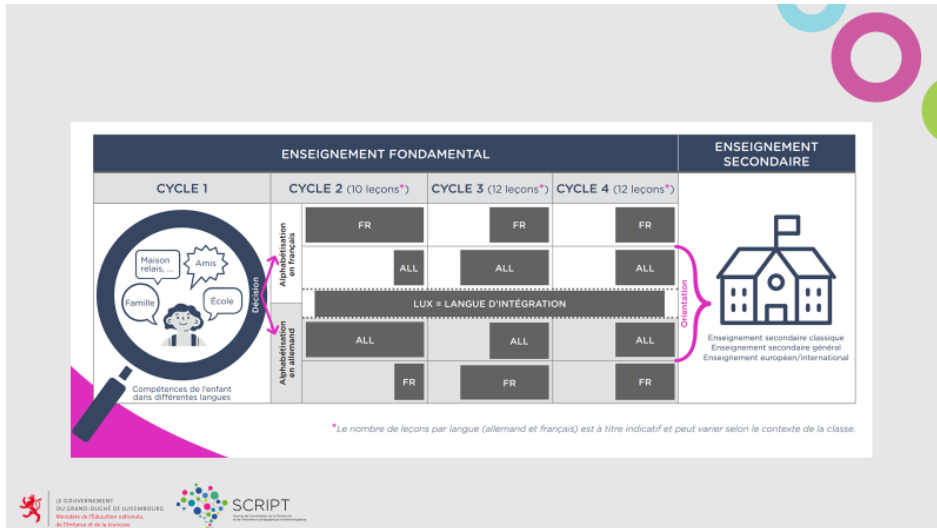 ENSEIGNEMENT FONDAMENTAL
ENSEIGNEMENT
SECONDAIRE
CYCLE 1
CYCLE 2 (10 leçons*)
CYCLE 3 (12 leçons*)
CYCLE 4 (12 leçons*)
Maison
relais, ...
Amis
Famille
École
Compétences de l'enfant
dans différentes langues
Décision
Alphabétisation
en français
FR
FR
FR
ALL
ALL
ALL
LUX = LANGUE D'INTÉGRATION
Alphabétisation
en allemand
ALL
ALL
ALL
FR
FR
FR
Orientation
Enseignement secondaire classique
Enseignement secondaire général
Enseignement européen/international
*Le nombre de leçons par langue (allemand et français) est à titre indicatif et peut varier selon le contexte de la classe.
LE GOUVERNEMENT
DU GRAND-DUCHÉ DE LUXEMBOURG
Ministère de l'Éducation nationale,
de l'Enfance et de la Jeunesse
SCRIPT